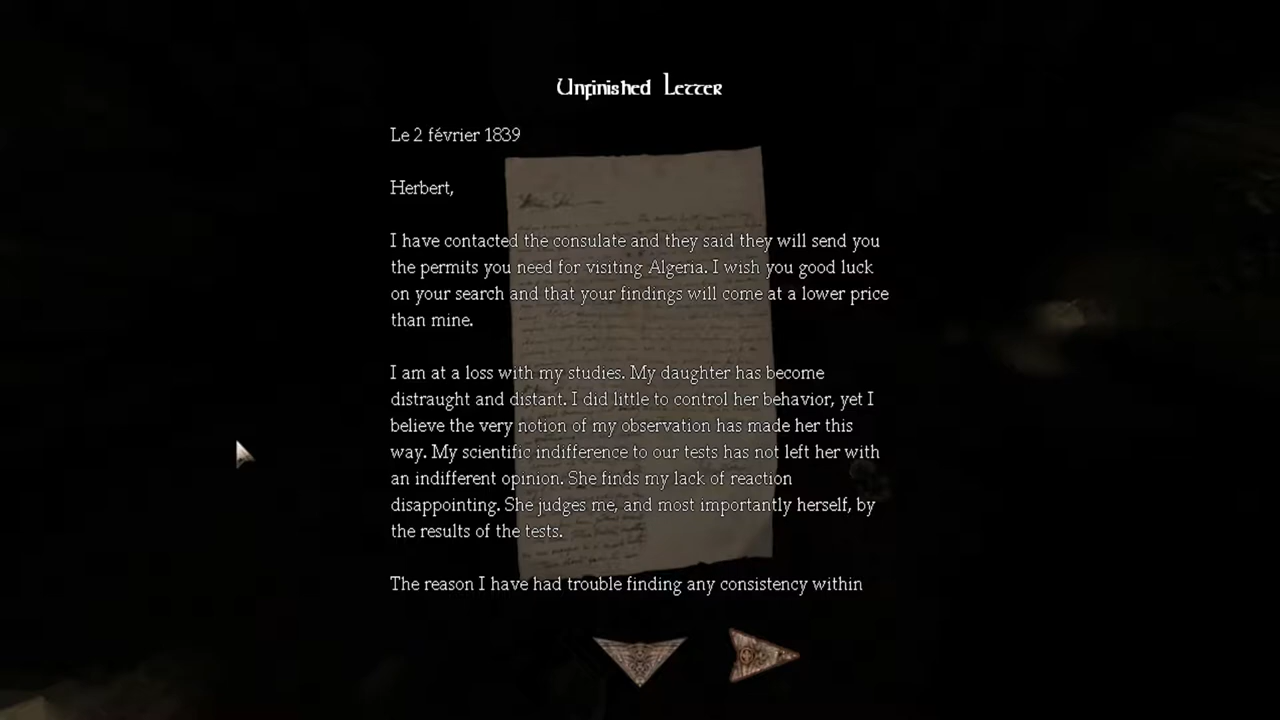 Unfinished Letter
Le 2 février 1839
Herbert,
I have contacted the consulate and they said they will send you
the permits you need for visiting Algeria. I wish you good luck
on your search and that your findings will come at a lower price
than mine.
I am at a loss with my studies. My daughter has become
distraught and distant. I did little to control her behavior, yet I
believe the very notion of my observation has made her this
way. My scientific indifference to our tests has not left her with
an indifferent opinion. She finds my lack of reaction
disappointing. She judges me, and most importantly herself, by
the results of the tests.
The reason I have had trouble finding any consistency within